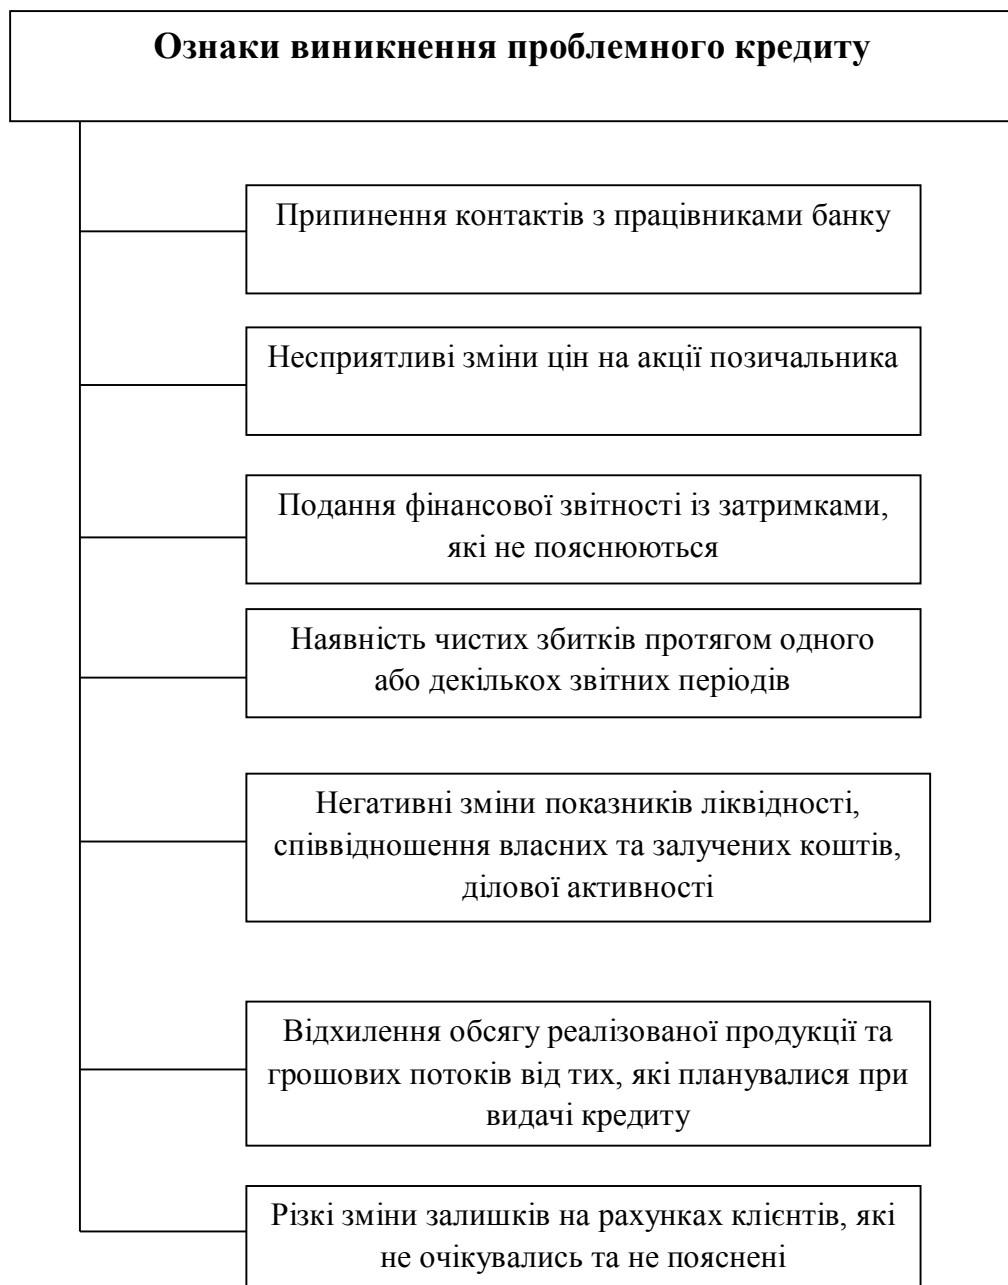 Ознаки виникнення проблемного кредиту
Припинення контактів з працівниками банку
Несприятливі зміни цін на акції позичальника
Подання фінансової звітності із затримками,
які не пояснюються
Наявність чистих збитків протягом одного
або декількох звітних періодів
Негативні зміни показників ліквідності,
співвідношення власних та залучених коштів,
ділової активності
Відхилення обсягу реалізованої продукції та
грошових потоків від тих, які планувалися при
видачі кредиту
Різкі зміни залишків на рахунках клієнтів, які
не очікувались та не пояснені